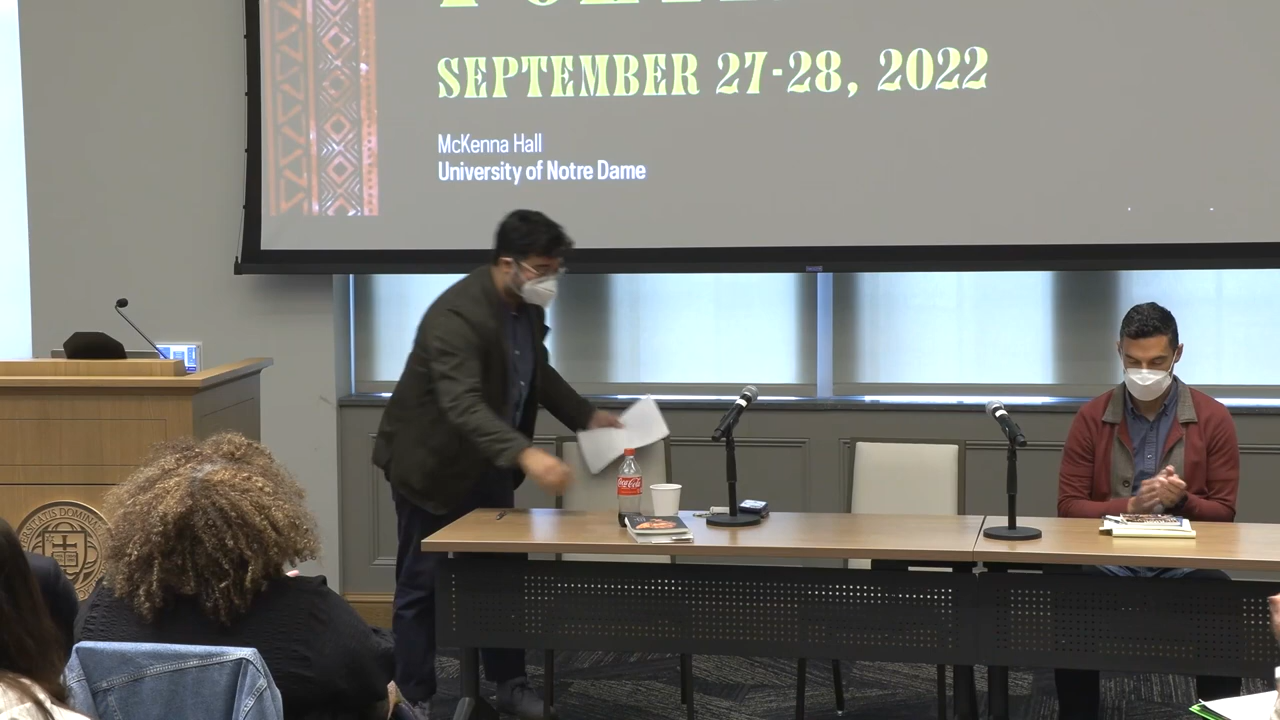 SEPTEMBER 27-28, 2022
McKenna Hall
University of Notre Dame
Coca-Cola